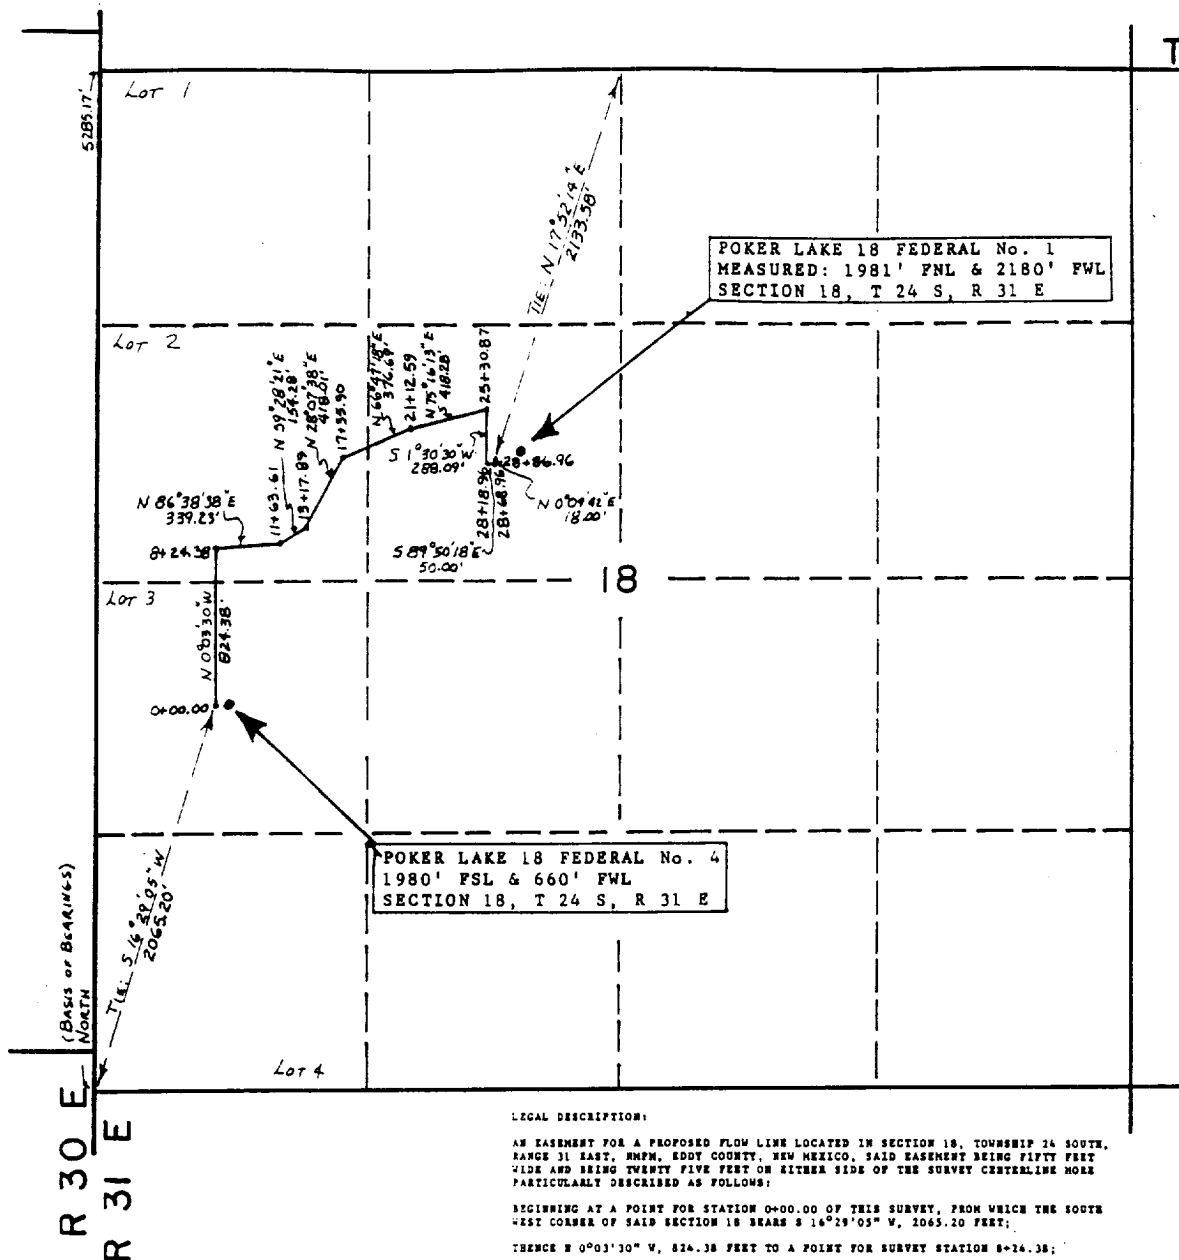 T
LOT 1
5285.17'
TIE: N 17°52'14"E
2133.58'
POKER LAKE 18 FEDERAL No. 1
MEASURED: 1981' FNL & 2180' FWL
SECTION 18, T 24 S, R 31 E
LOT 2
N 86°38'38"E
339.23'
8+24.38
11+63.61
N 59°28'21"E
154.28'
13+17.89
N 28°07'38"E
418.01'
17+35.90
N 66°47'18"E
376.69'
21+12.59
N 75°16'13"E
418.28'
25+30.87
S 1°30'30"W
288.09'
28+18.96
28+68.96
28+86.96
N 0°09'42"E
18.00'
S 89°50'18"E
50.00'
LOT 3
18
N 0°03'30"W
824.38'
0+00.00
POKER LAKE 18 FEDERAL No. 4
1980' FSL & 660' FWL
SECTION 18, T 24 S, R 31 E
TIE: S 16°29'05"W
2065.20'
(BASIS OF BEARINGS)
NORTH
LOT 4
R 30 E
R 31 E
LEGAL DESCRIPTION:
AN EASEMENT FOR A PROPOSED FLOW LINE LOCATED IN SECTION 18, TOWNSHIP 24 SOUTH,
RANGE 31 EAST, NMPM, EDDY COUNTY, NEW MEXICO, SAID EASEMENT BEING FIFTY FEET
WIDE AND BEING TWENTY FIVE FEET ON EITHER SIDE OF THE SURVEY CENTERLINE MORE
PARTICULARLY DESCRIBED AS FOLLOWS:
BEGINNING AT A POINT FOR STATION 0+00.00 OF THIS SURVEY, FROM WHICH THE SOUTH
WEST CORNER OF SAID SECTION 18 BEARS S 16°29'05" W, 2065.20 FEET;
THENCE N 0°03'30" W, 824.38 FEET TO A POINT FOR SURVEY STATION 8+24.38;